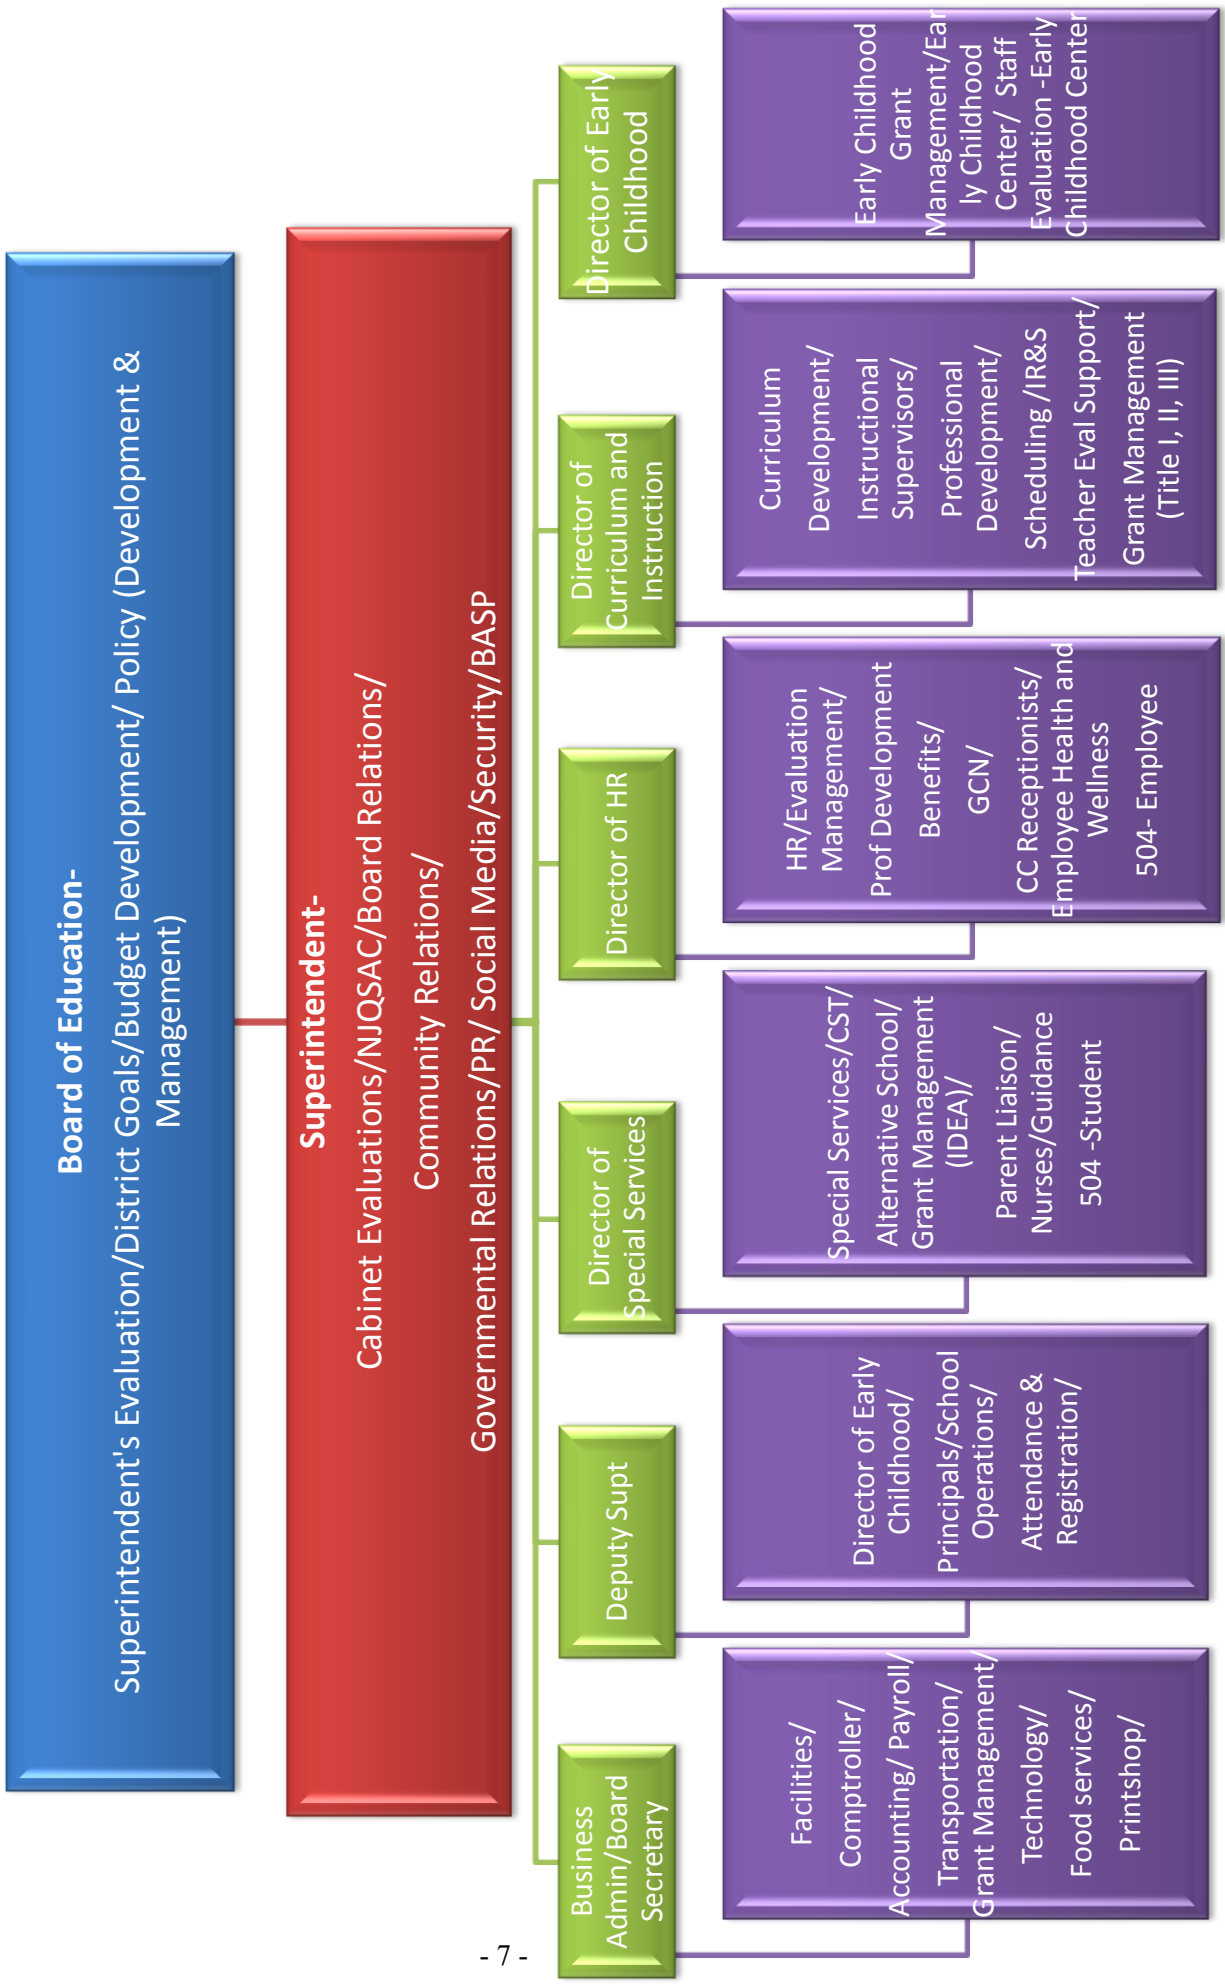 Board of Education-
Superintendent's Evaluation/District Goals/Budget Development/ Policy (Development &
Management)
Superintendent-
Cabinet Evaluations/NJQSAC/Board Relations/
Community Relations/
Governmental Relations/PR/ Social Media/Security/BASP
Business
Admin/Board
Secretary
Facilities/
Comptroller/
Accounting/ Payroll/
Transportation/
Grant Management/
Technology/
Food services/
Printshop/
Deputy Supt
Director of Early
Childhood/
Principals/School
Operations/
Attendance &
Registration/
Director of
Special Services
Special Services/CST/
Alternative School/
Grant Management
(IDEA)/
Parent Liaison/
Nurses/Guidance
504 -Student
Director of HR
HR/Evaluation
Management/
Prof Development
Benefits/
GCN/
CC Receptionists/
Employee Health and
Wellness
504- Employee
Director of
Curriculum and
Instruction
Curriculum
Development/
Instructional
Supervisors/
Professional
Development/
Scheduling /IR&S
Teacher Eval Support/
Grant Management
(Title I, II, III)
Director of Early
Childhood
Early Childhood
Grant
Management/Ear
ly Childhood
Center/ Staff
Evaluation -Early
Childhood Center
- 7 -